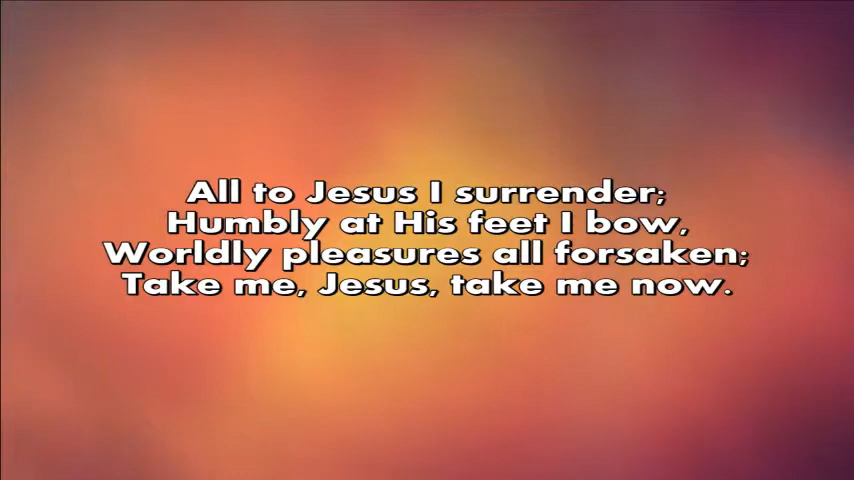 All to Jesus I surrender;
Humbly at His feet I bow,
Worldly pleasures all forsaken;
Take me, Jesus, take me now.